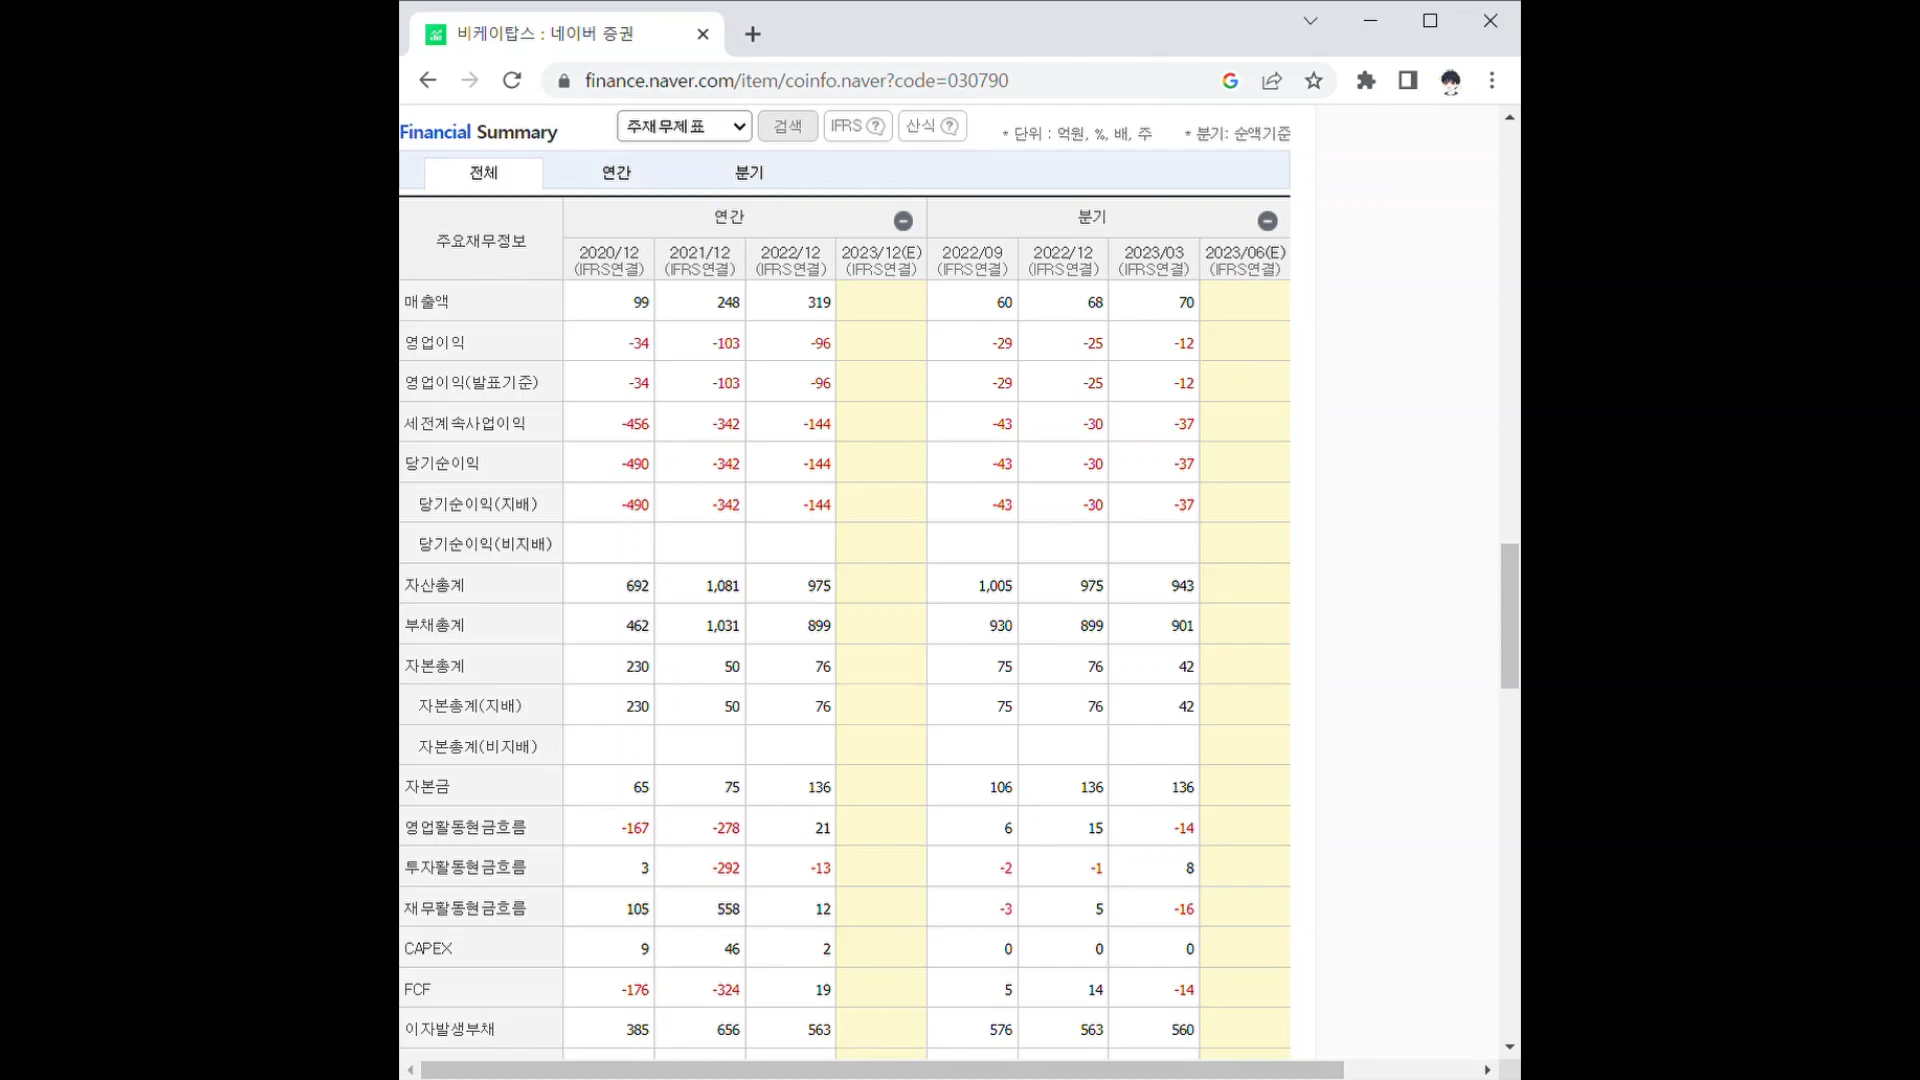 비케이탑스 : 네이버 증권
finance.naver.com/item/coinfo.naver?code=030790
Financial Summary 주재무제표 검색 IFRS ? 산식 ? * 단위 : 억원, %, 배, 주 * 분기: 순액기준
전체 연간 분기
주요재무정보 연간 분기
2020/12 2021/12 2022/12 2023/12(E) 2022/09 2022/12 2023/03 2023/06(E)
(IFRS연결) (IFRS연결) (IFRS연결) (IFRS연결) (IFRS연결) (IFRS연결) (IFRS연결) (IFRS연결)
매출액 99 248 319 60 68 70
영업이익 -34 -103 -96 -29 -25 -12
영업이익(발표기준) -34 -103 -96 -29 -25 -12
세전계속사업이익 -456 -342 -144 -43 -30 -37
당기순이익 -490 -342 -144 -43 -30 -37
당기순이익(지배) -490 -342 -144 -43 -30 -37
당기순이익(비지배)
자산총계 692 1,081 975 1,005 975 943
부채총계 462 1,031 899 930 899 901
자본총계 230 50 76 75 76 42
자본총계(지배) 230 50 76 75 76 42
자본총계(비지배)
자본금 65 75 136 106 136 136
영업활동현금흐름 -167 -278 21 6 15 -14
투자활동현금흐름 3 -292 -13 -2 -1 8
재무활동현금흐름 105 558 12 -3 5 -16
CAPEX 9 46 2 0 0 0
FCF -176 -324 19 5 14 -14
이자발생부채 385 656 563 576 563 560